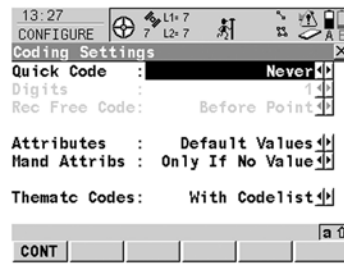 13:27 L1= 7
CONFIGURE 7 L2= 7 A
Coding Settings
Quick Code : Never
Digits : 1
Rec Free Code: Before Point
Attributes : Default Values
Mand Attribs : Only If No Value
Thematc Codes: With Codelist
a
CONT